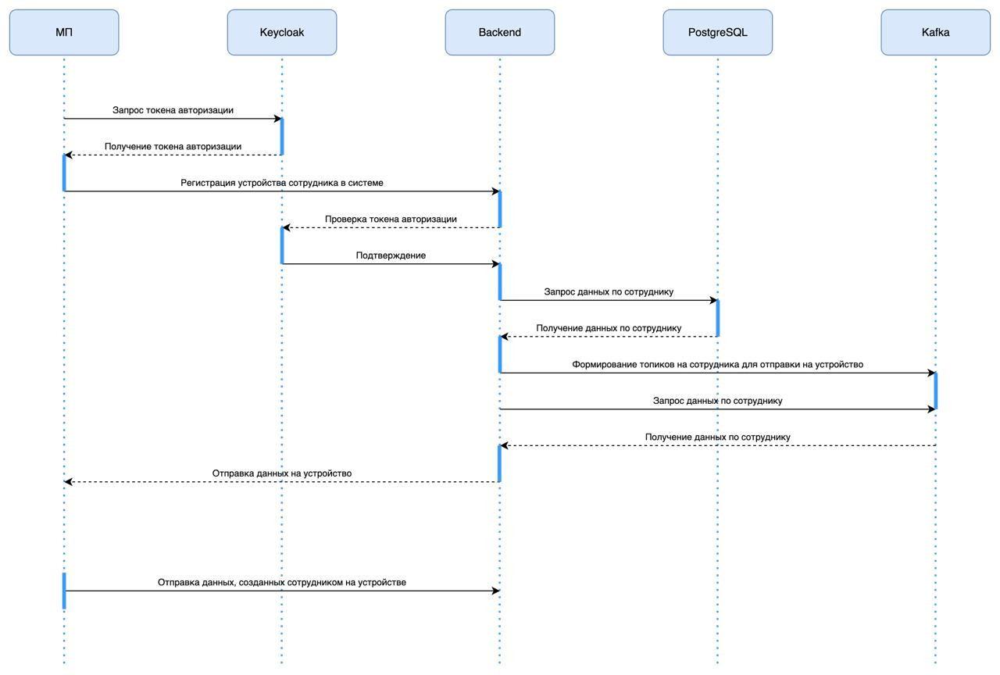 МП
Keycloak
Backend
PostgreSQL
Kafka
Запрос токена авторизации
Получение токена авторизации
Регистрация устройства сотрудника в системе
Проверка токена авторизации
Подтверждение
Запрос данных по сотруднику
Получение данных по сотруднику
Формирование топиков на сотрудника для отправки на устройство
Запрос данных по сотруднику
Получение данных по сотруднику
Отправка данных на устройство
Отправка данных, созданных сотрудником на устройстве